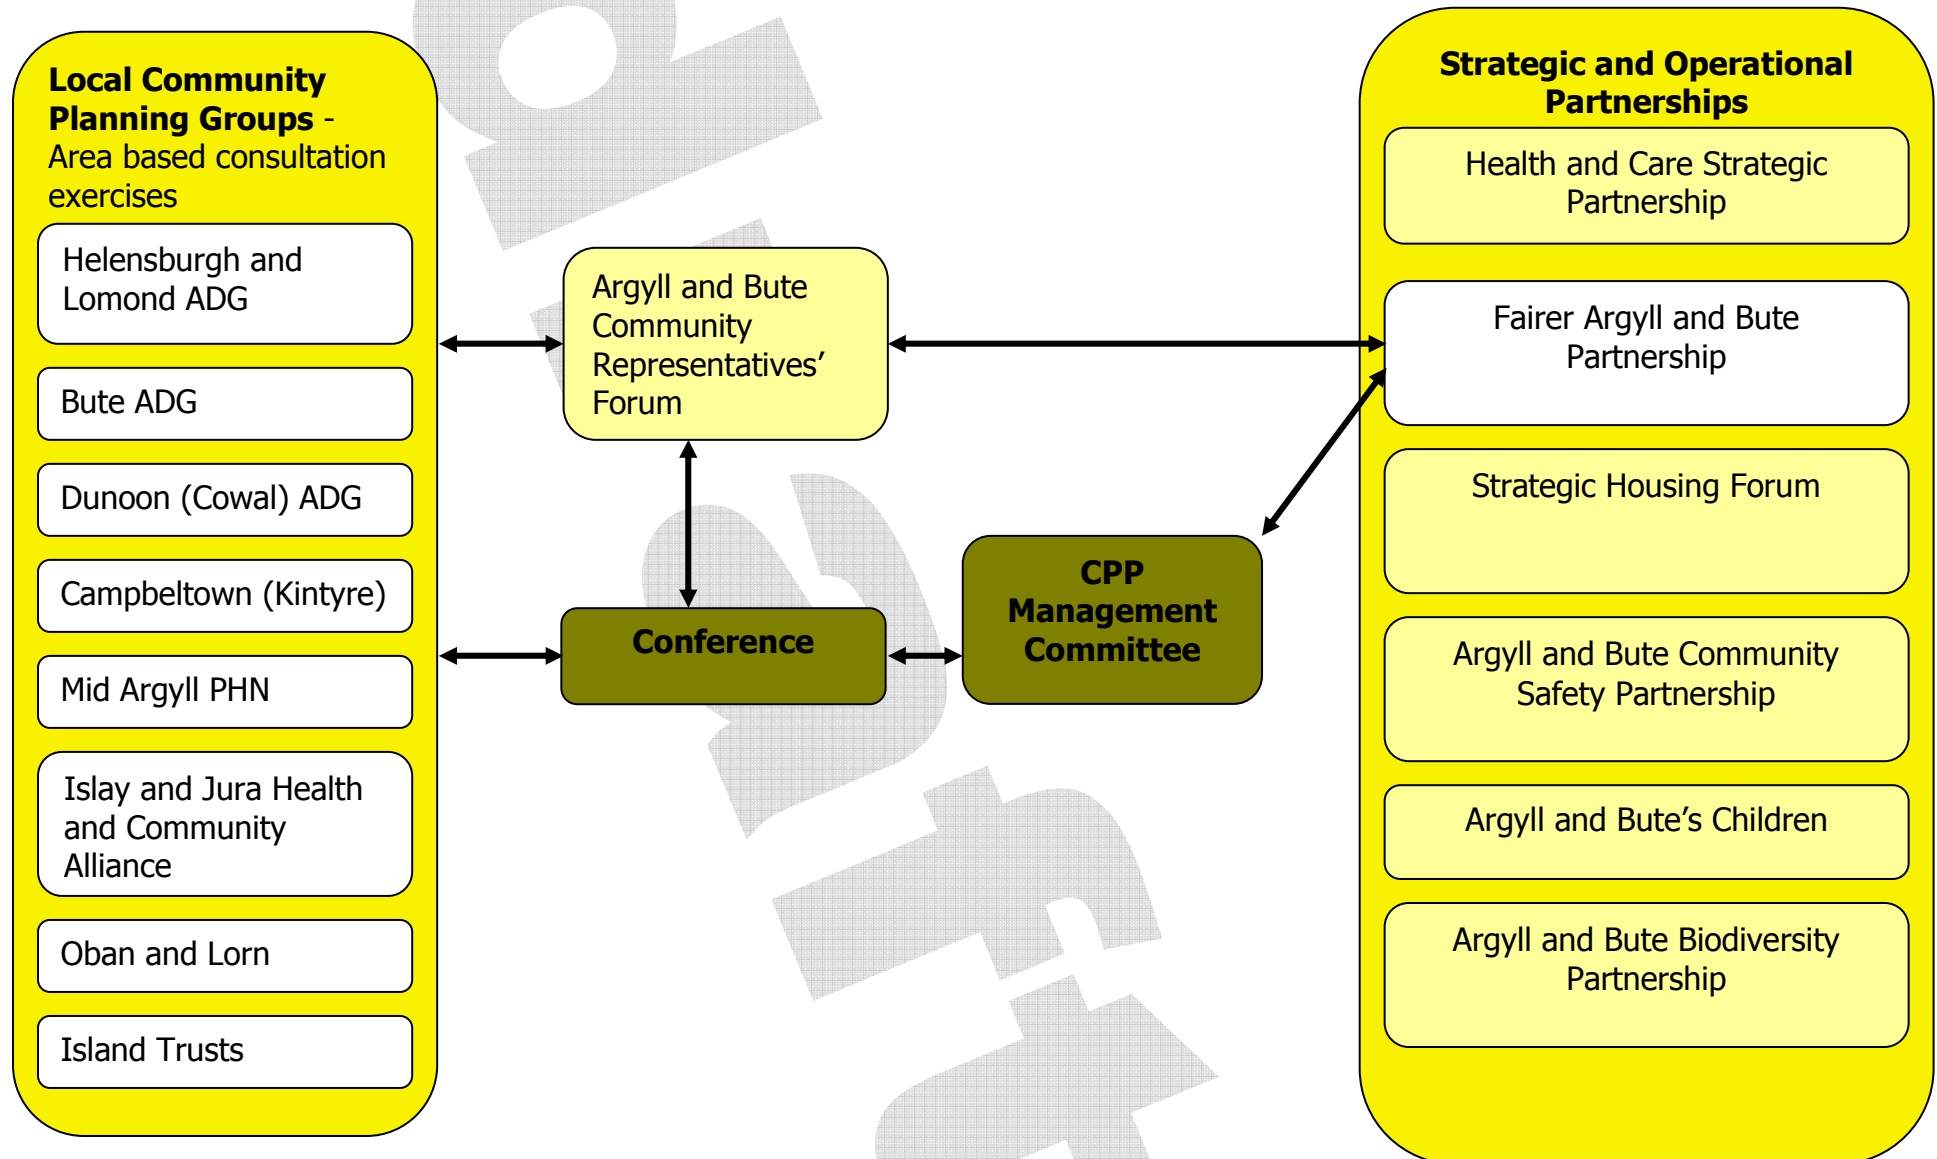 Local Community
Planning Groups -
Area based consultation
exercises
Helensburgh and
Lomond ADG
Bute ADG
Dunoon (Cowal) ADG
Campbeltown (Kintyre)
Mid Argyll PHN
Islay and Jura Health
and Community
Alliance
Oban and Lorn
Island Trusts
Argyll and Bute
Community
Representatives’
Forum
Conference
CPP
Management
Committee
Strategic and Operational
Partnerships
Health and Care Strategic
Partnership
Fairer Argyll and Bute
Partnership
Strategic Housing Forum
Argyll and Bute Community
Safety Partnership
Argyll and Bute’s Children
Argyll and Bute Biodiversity
Partnership
draft